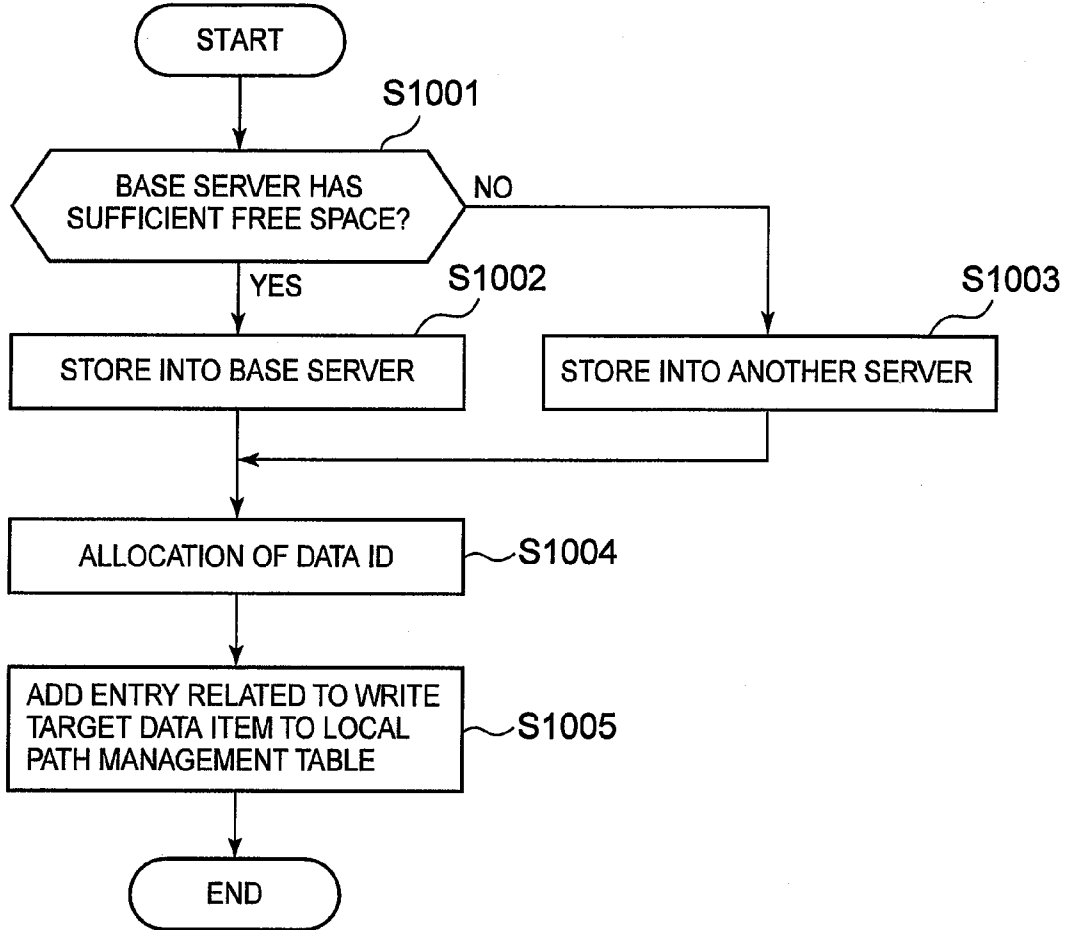 START
S1001
BASE SERVER HAS
SUFFICIENT FREE SPACE?
NO
YES
S1002
S1003
STORE INTO BASE SERVER
STORE INTO ANOTHER SERVER
ALLOCATION OF DATA ID
S1004
ADD ENTRY RELATED TO WRITE
TARGET DATA ITEM TO LOCAL
PATH MANAGEMENT TABLE
S1005
END